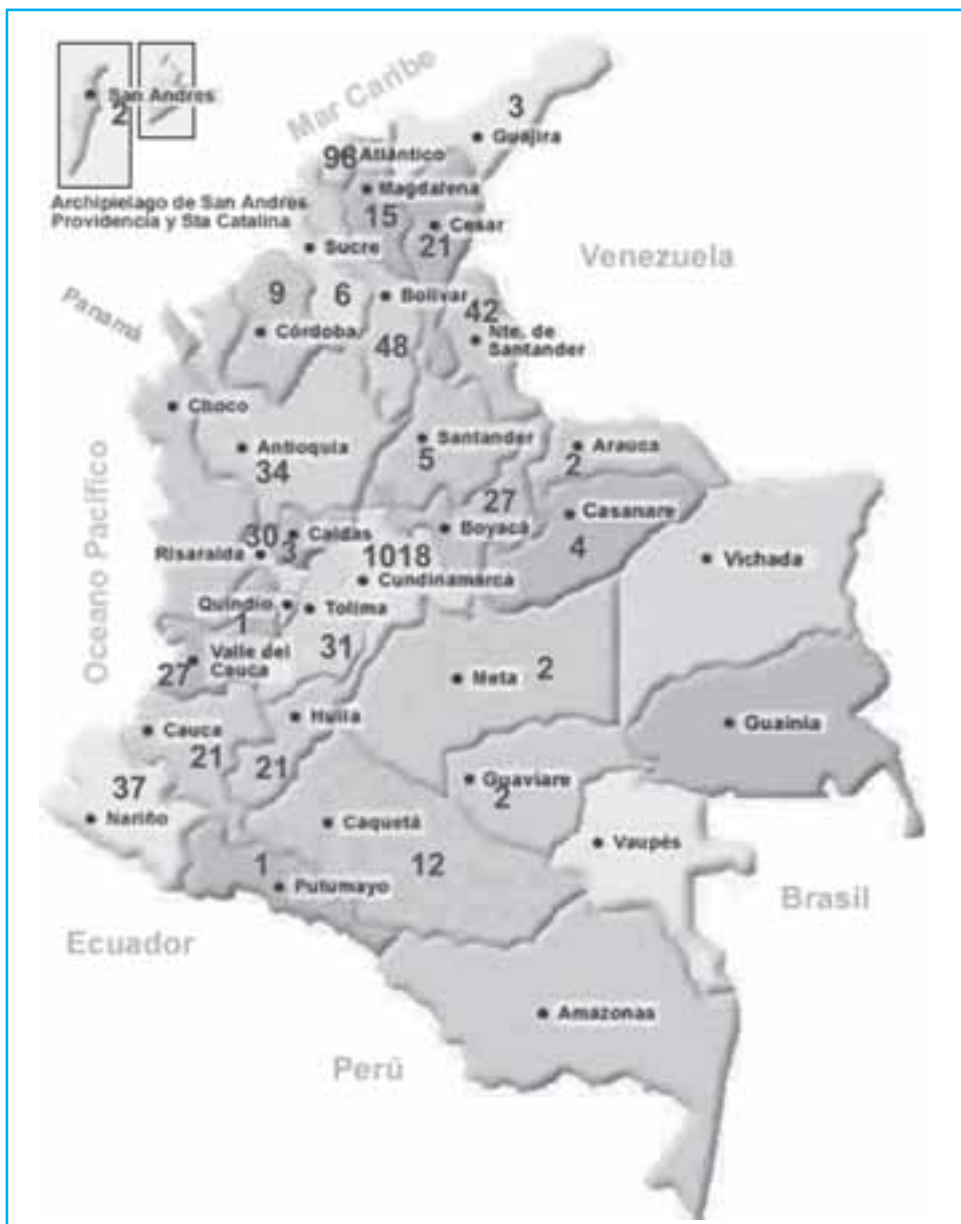 San Andres
2
Archipielago de San Andrés
Providencia y Sta Catalina
Mar Caribe
3
Guajira
96
Atlántico
Magdalena
15
Cesar
21
Sucre
Venezuela
Panamá
9
6
Bolívar
42
Córdoba
48
Nte. de
Santander
Choco
Antioquia
34
Santander
5
Arauca
2
Oceano Pacífico
27
Casanare
4
30
Caldas
3
Risaralda
1018
Boyacá
Cundinamarca
Vichada
Quindío
1
Tolima
31
Valle del
Cauca
27
Meta
2
Huila
21
Cauca
21
Guainia
37
Nariño
Guaviare
2
Caquetá
12
Vaupés
1
Putumayo
Brasil
Ecuador
Amazonas
Perú